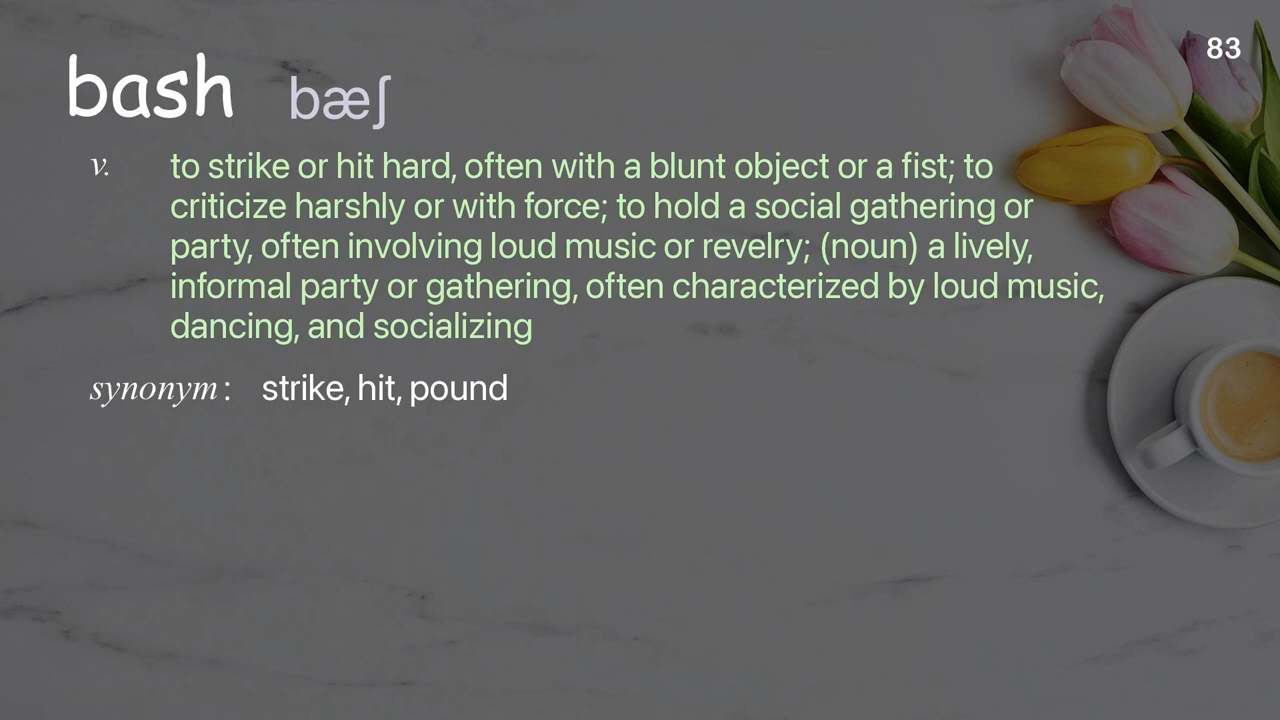 83
bash bæʃ
v. to strike or hit hard, often with a blunt object or a fist; to
criticize harshly or with force; to hold a social gathering or
party, often involving loud music or revelry; (noun) a lively,
informal party or gathering, often characterized by loud music,
dancing, and socializing
synonym: strike, hit, pound